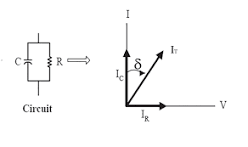 I
C R
Circuit
I_C δ I_T
I_R
V